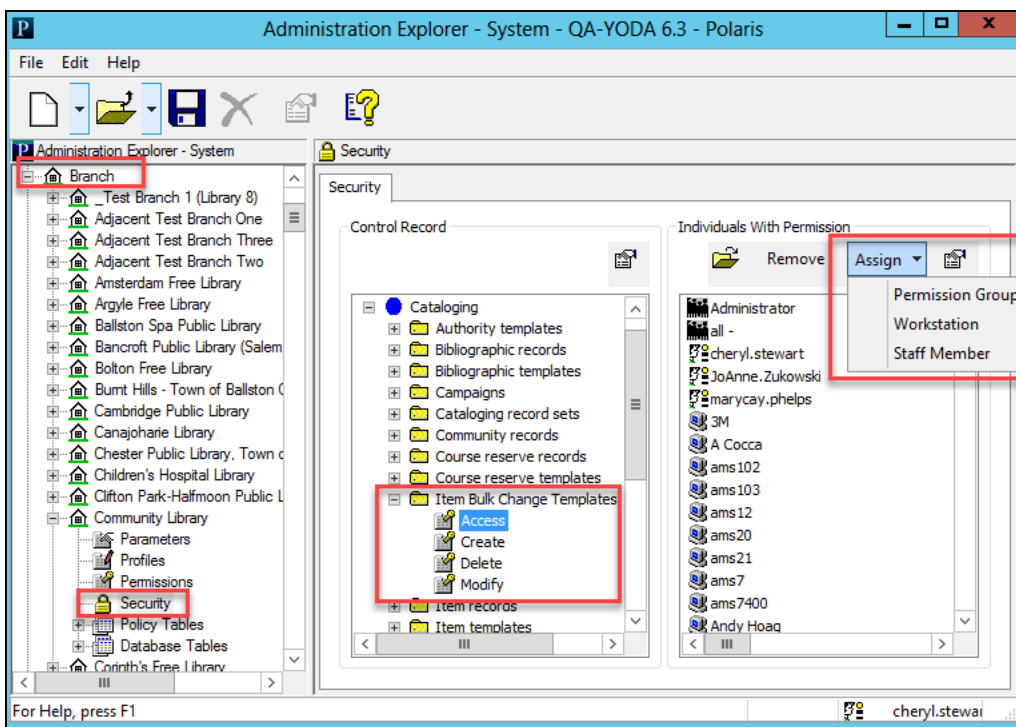 Administration Explorer - System - QA-YODA 6.3 - Polaris
File Edit Help
Administration Explorer - System
Branch
_Test Branch 1 (Library 8)
Adjacent Test Branch One
Adjacent Test Branch Three
Adjacent Test Branch Two
Amsterdam Free Library
Argyle Free Library
Ballston Spa Public Library
Bancroft Public Library (Salem
Bolton Free Library
Burnt Hills - Town of Ballston C
Cambridge Public Library
Canajoharie Library
Chester Public Library, Town o
Children's Hospital Library
Clifton Park-Halfmoon Public L
Community Library
Parameters
Profiles
Permissions
Security
Policy Tables
Database Tables
Corinth's Free Library
Security
Security
Control Record
Cataloging
Authority templates
Bibliographic records
Bibliographic templates
Campaigns
Cataloging record sets
Community records
Course reserve records
Course reserve templates
Item Bulk Change Templates
Access
Create
Delete
Modify
Item records
Item templates
Individuals With Permission
Remove Assign
Permission Group
Workstation
Staff Member
Administrator
all -
cheryl.stewart
JoAnne.Zukowski
marycay.phelps
3M
A Cocca
ams102
ams103
ams12
ams20
ams21
ams7
ams7400
Andy Hoag
For Help, press F1
cheryl.stewar